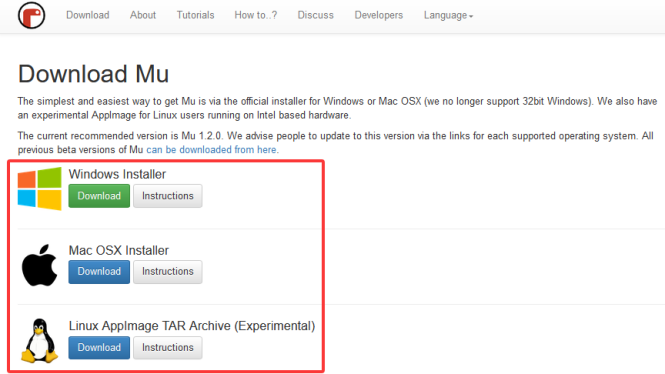 Download About Tutorials How to..? Discuss Developers Language
Download Mu
The simplest and easiest way to get Mu is via the official installer for Windows or Mac OSX (we no longer support 32bit Windows). We also have
an experimental AppImage for Linux users running on Intel based hardware.
The current recommended version is Mu 1.2.0. We advise people to update to this version via the links for each supported operating system. All
previous beta versions of Mu can be downloaded from here.
Windows Installer
Download Instructions
Mac OSX Installer
Download Instructions
Linux AppImage TAR Archive (Experimental)
Download Instructions